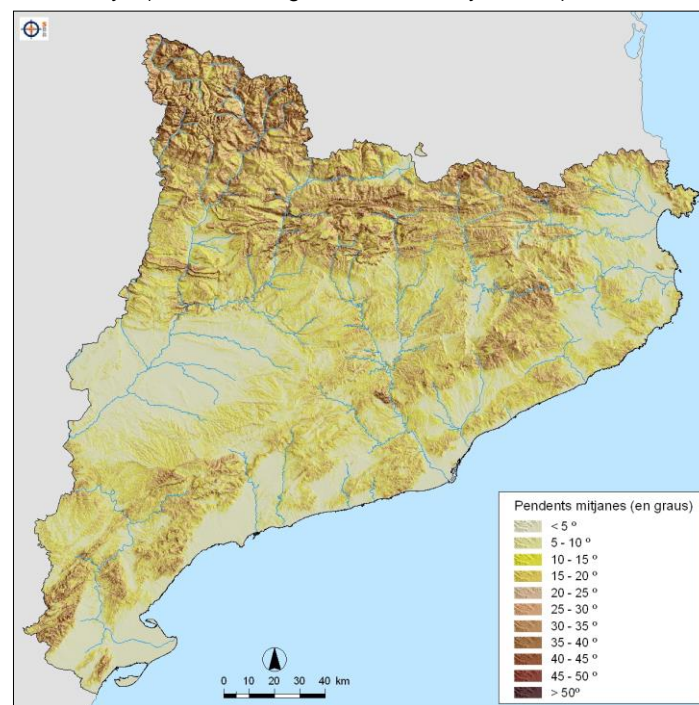 Pendents mitjanes (en graus)
< 5 º
5 - 10 º
10 - 15 º
15 - 20 º
20 - 25 º
25 - 30 º
30 - 35 º
35 - 40 º
40 - 45 º
45 - 50 º
> 50º
0 10 20 30 40 km